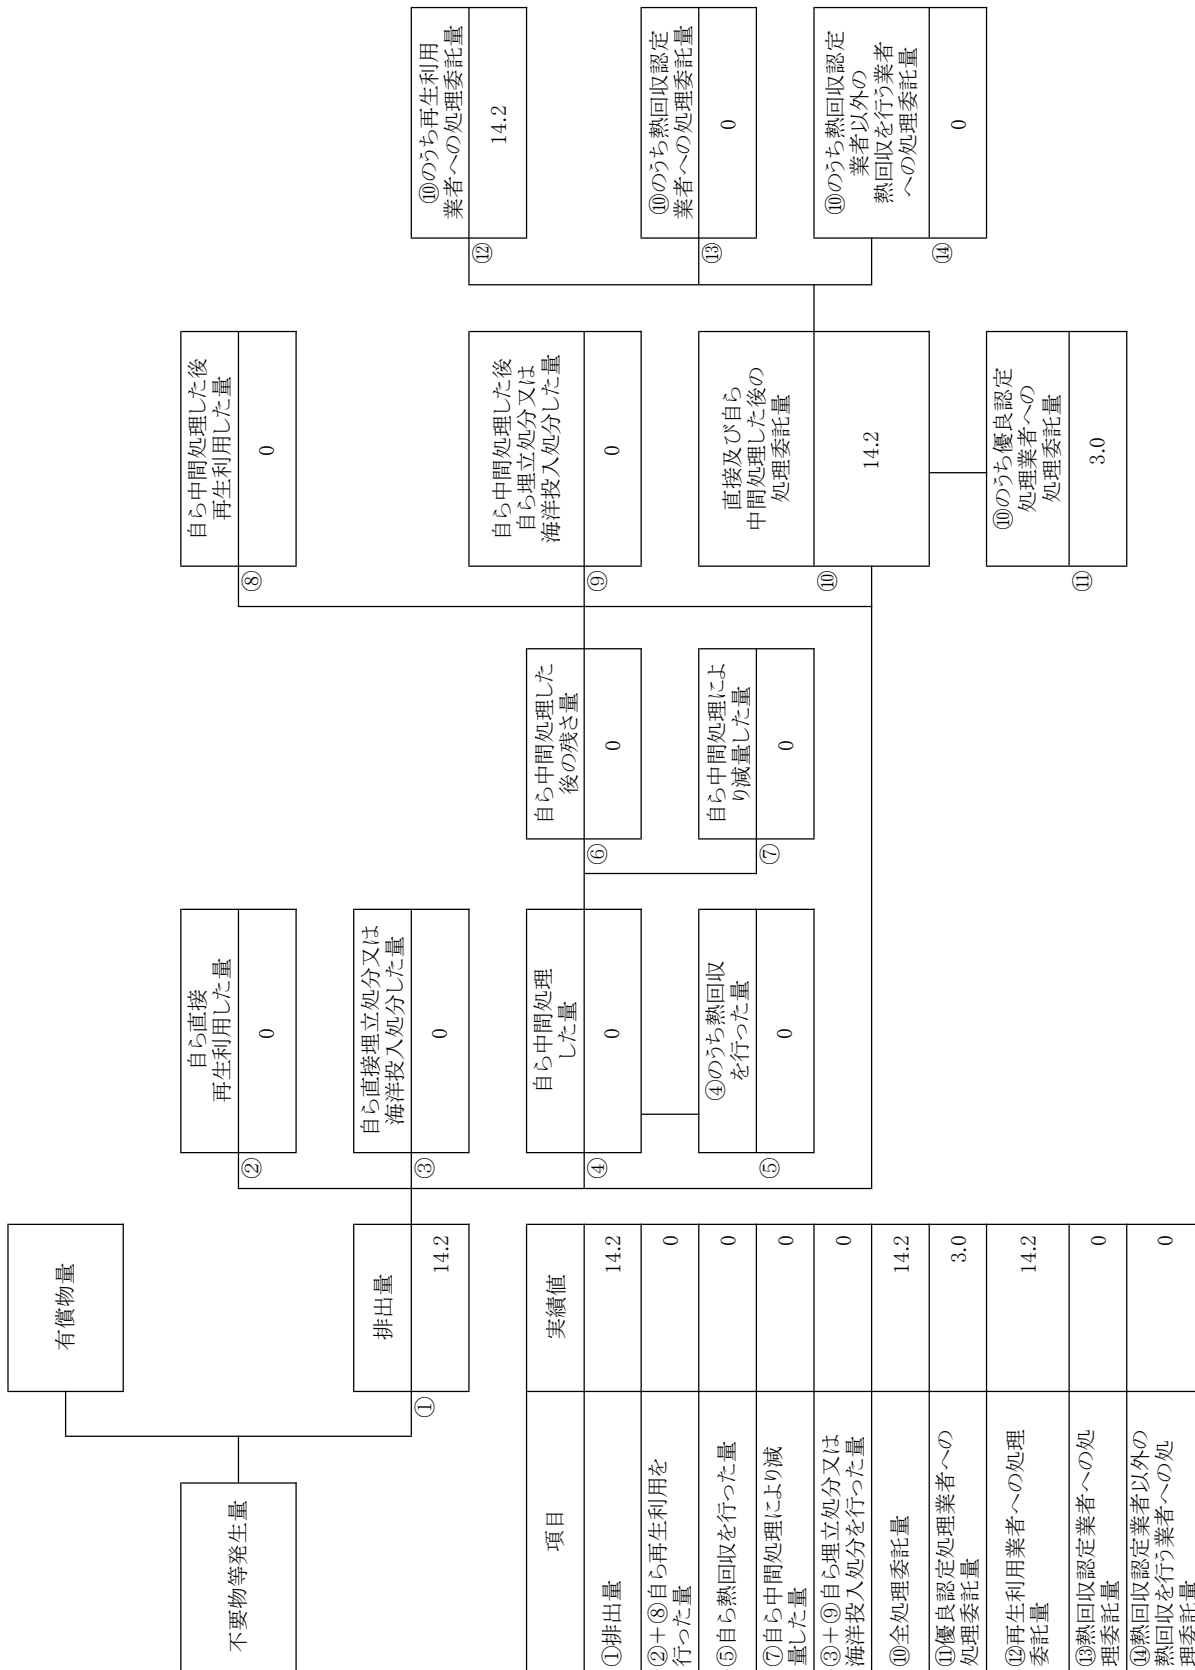 不要物等発生量
有償物量
排出量
①
14.2
自ら直接
再生利用した量
②
0
自ら直接埋立処分又は
海洋投入処分した量
③
0
自ら中間処理
した量
④
0
④のうち熱回収
を行った量
⑤
0
自ら中間処理した
後の残さ量
⑥
0
自ら中間処理によ
り減量した量
⑦
0
自ら中間処理した後
再生利用した量
⑧
0
自ら中間処理した後
自ら埋立処分又は
海洋投入処分した量
⑨
0
直接及び自ら
中間処理した後の
処理委託量
⑩
14.2
⑩のうち優良認定
処理業者への
処理委託量
⑪
3.0
⑩のうち再生利用
業者への処理委託量
⑫
14.2
⑩のうち熱回収認定
業者への処理委託量
⑬
0
⑩のうち熱回収認定
業者以外の
熱回収を行う業者
への処理委託量
⑭
0
項目 実績値
①排出量 14.2
②+⑧自ら再生利用を
行った量 0
⑤自ら熱回収を行った量 0
⑦自ら中間処理により減
量した量 0
③+⑨自ら埋立処分又は
海洋投入処分を行った量 0
⑩全処理委託量 14.2
⑪優良認定処理業者への
処理委託量 3.0
⑫再生利用業者への処理
委託量 14.2
⑬熱回収認定業者への処
理委託量 0
⑭熱回収認定業者以外の
熱回収を行う業者への処
理委託量 0